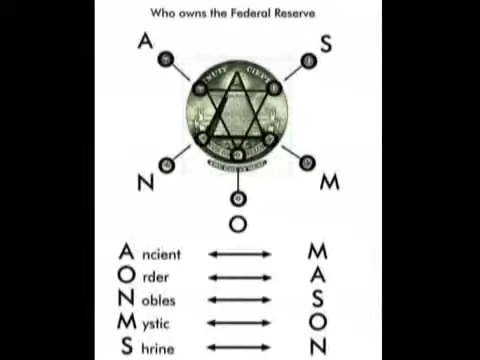 Who owns the Federal Reserve
A S
N M
O
Ancient M
Order A
Nobles S
Mystic O
Shrine N